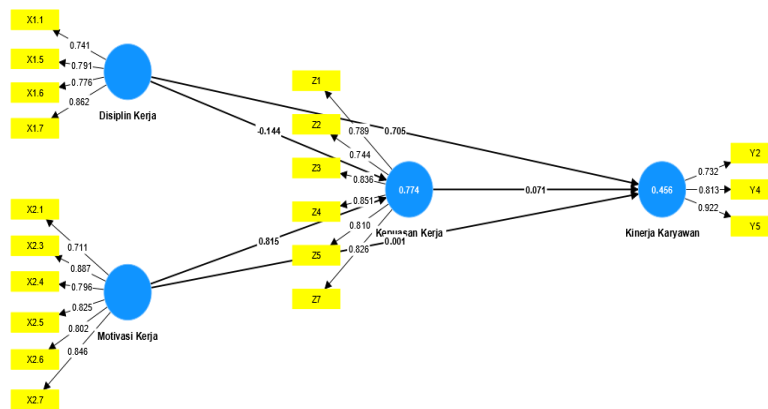 X1.1
0.741
X1.5
0.791
X1.6
0.776
X1.7
0.862
Disiplin Kerja
-0.144
0.705
Z1
0.789
Z2
0.744
Z3
0.836
Z4
0.851
Z5
0.810
Z7
0.826
0.774
Kepuasan Kerja
0.071
0.001
0.815
X2.1
0.711
X2.3
0.887
X2.4
0.796
X2.5
0.825
X2.6
0.802
X2.7
0.846
Motivasi Kerja
0.456
Kinerja Karyawan
Y2
0.732
Y4
0.813
Y5
0.922